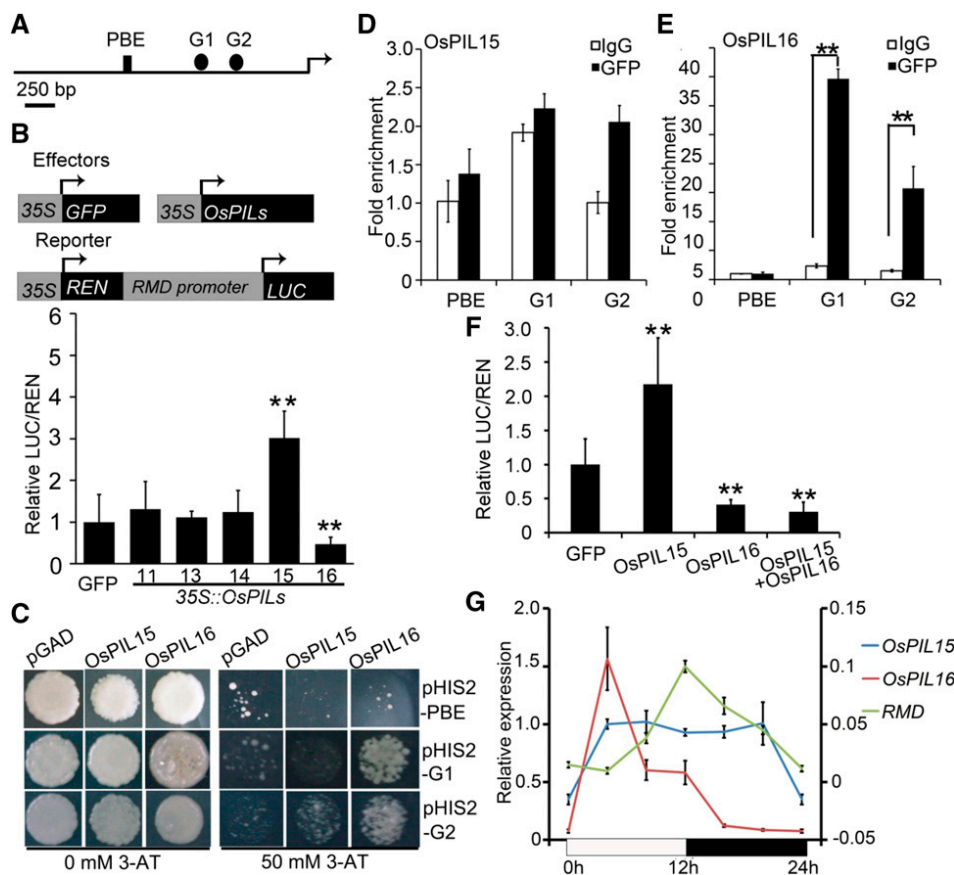 A
PBE G1 G2
250 bp
B
Effectors
35S GFP 35S OsPILs
Reporter
35S REN RMD promoter LUC
Relative LUC/REN
6
5
4
3
2
1
0
**
**
GFP 11 13 14 15 16
35S::OsPILs
C
pGAD OsPIL15 OsPIL16 pGAD OsPIL15 OsPIL16
pHIS2
-PBE
pHIS2
-G1
pHIS2
-G2
0 mM 3-AT 50 mM 3-AT
D
OsPIL15
IgG
GFP
Fold enrichment
3.0
2.5
2.0
1.5
1.0
0.5
0
PBE G1 G2
E
OsPIL16
IgG
GFP
Fold enrichment
40
35
30
25
20
15
10
5
0
**
**
PBE G1 G2
F
Relative LUC/REN
3.0
2.5
2.0
1.5
1.0
0.5
0
**
**
**
GFP OsPIL15 OsPIL16 OsPIL15
+OsPIL16
G
Relative expression
2.0
1.5
1.0
0.5
0
0.15
0.1
0.05
0
-0.05
OsPIL15
OsPIL16
RMD
0h 12h 24h